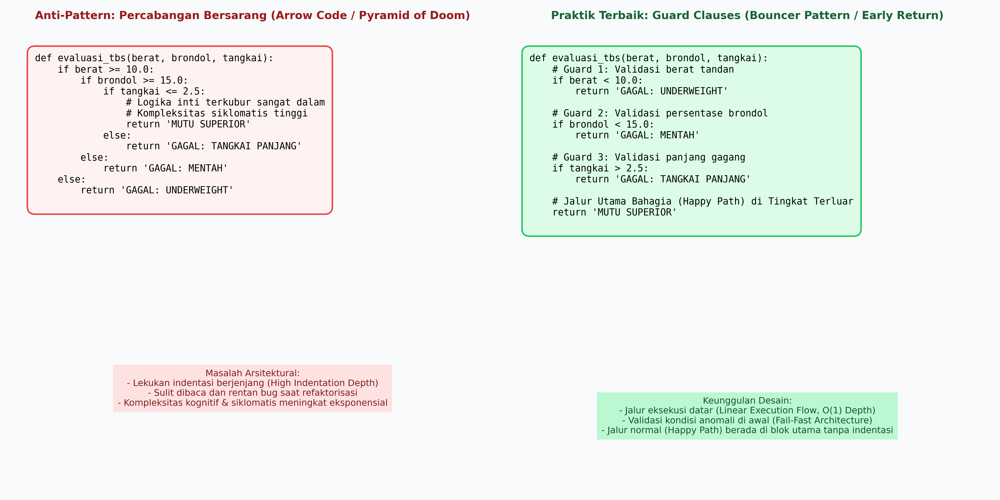 Anti-Pattern: Percabangan Bersarang (Arrow Code / Pyramid of Doom)
def evaluasi_tbs(berat, brondol, tangkai):
    if berat >= 10.0:
        if brondol >= 15.0:
            if tangkai <= 2.5:
                # Logika inti terkubur sangat dalam
                # Kompleksitas siklomatis tinggi
                return 'MUTU SUPERIOR'
            else:
                return 'GAGAL: TANGKAI PANJANG'
        else:
            return 'GAGAL: MENTAH'
    else:
        return 'GAGAL: UNDERWEIGHT'
Masalah Arsitektural:
- Lekukan indentasi berjenjang (High Indentation Depth)
- Sulit dibaca dan rentan bug saat refaktorisasi
- Kompleksitas kognitif & siklomatis meningkat eksponensial
Praktik Terbaik: Guard Clauses (Bouncer Pattern / Early Return)
def evaluasi_tbs(berat, brondol, tangkai):
    # Guard 1: Validasi berat tandan
    if berat < 10.0:
        return 'GAGAL: UNDERWEIGHT'
    # Guard 2: Validasi persentase brondol
    if brondol < 15.0:
        return 'GAGAL: MENTAH'
    # Guard 3: Validasi panjang gagang
    if tangkai > 2.5:
        return 'GAGAL: TANGKAI PANJANG'
    # Jalur Utama Bahagia (Happy Path) di Tingkat Terluar
    return 'MUTU SUPERIOR'
Keunggulan Desain:
- Jalur eksekusi datar (Linear Execution Flow, O(1) Depth)
- Validasi kondisi anomali di awal (Fail-Fast Architecture)
- Jalur normal (Happy Path) berada di blok utama tanpa indentasi